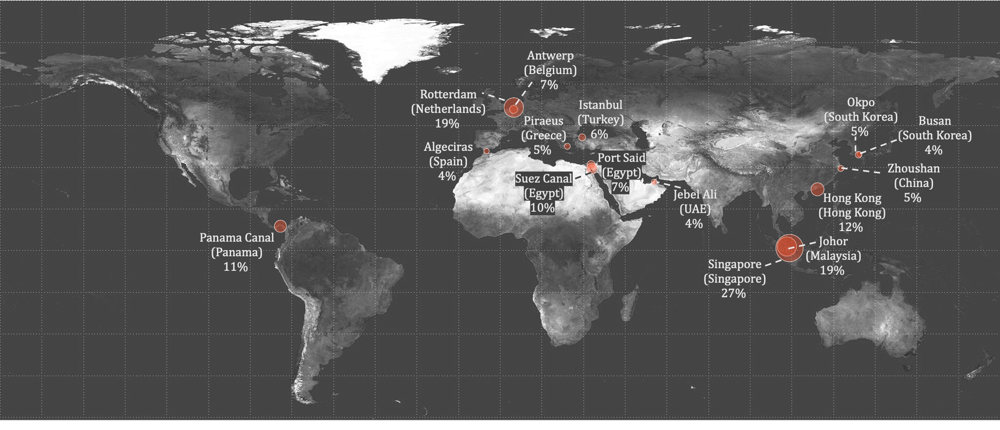 Antwerp
(Belgium)
7%
Rotterdam
(Netherlands)
19%
Istanbul
(Turkey)
6%
Piraeus
(Greece)
5%
Algeciras
(Spain)
4%
Port Said
(Egypt)
7%
Suez Canal
(Egypt)
10%
Jebel Ali
(UAE)
4%
Okpo
(South Korea)
5%
Busan
(South Korea)
4%
Zhoushan
(China)
5%
Hong Kong
(Hong Kong)
12%
Panama Canal
(Panama)
11%
Johor
(Malaysia)
19%
Singapore
(Singapore)
27%